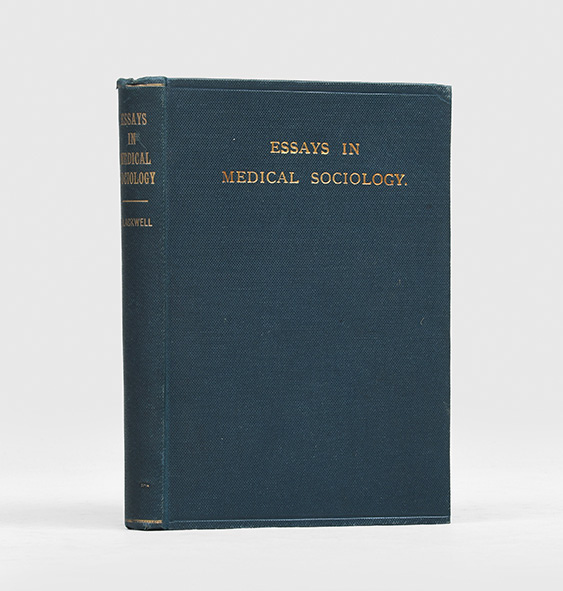 ESSAYS
IN
MEDICAL
SOCIOLOGY
BLACKWELL
ESSAYS IN
MEDICAL SOCIOLOGY.